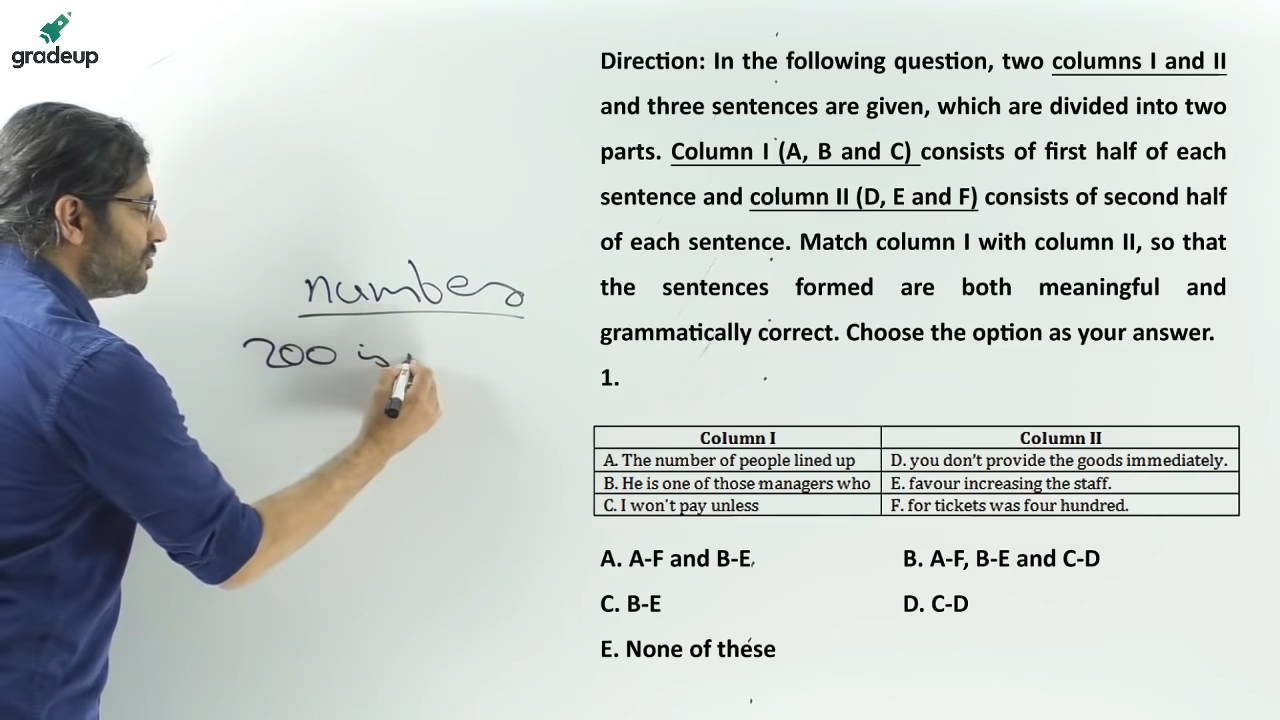 gradeup
Direction: In the following question, two columns I and II
and three sentences are given, which are divided into two
parts. Column I (A, B and C) consists of first half of each
sentence and column II (D, E and F) consists of second half
of each sentence. Match column I with column II, so that
the sentences formed are both meaningful and
grammatically correct. Choose the option as your answer.
1.
number
200 is
Column I Column II
A. The number of people lined up D. you don't provide the goods immediately.
B. He is one of those managers who E. favour increasing the staff.
C. I won't pay unless F. for tickets was four hundred.
A. A-F and B-E B. A-F, B-E and C-D
C. B-E D. C-D
E. None of these